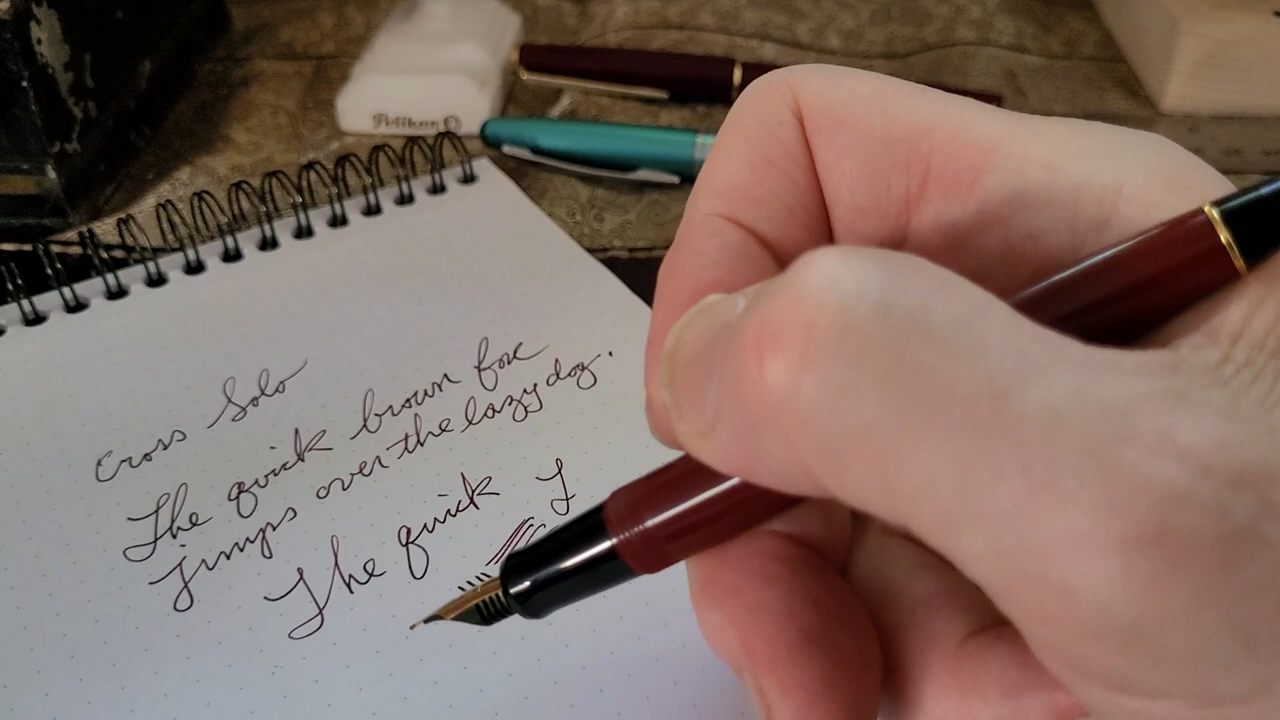 Pelikan
Cross Solo
The quick brown fox
jumps over the lazy dog.
The quick J